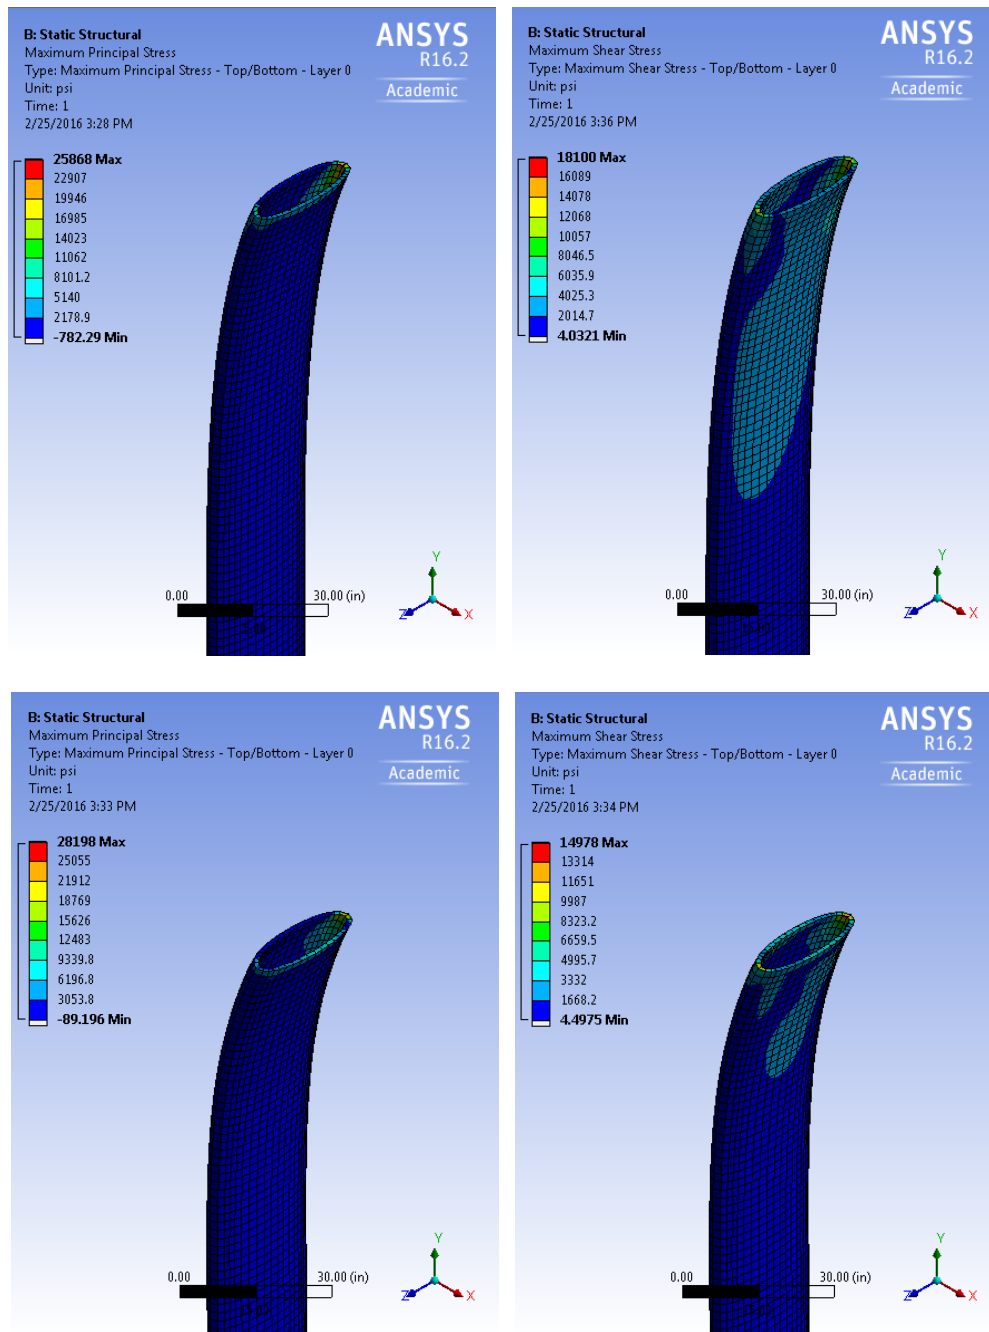 B: Static Structural
Maximum Principal Stress
Type: Maximum Principal Stress - Top/Bottom - Layer 0
Unit: psi
Time: 1
2/25/2016 3:28 PM
ANSYS
R16.2
Academic
25868 Max
22907
19946
16985
14023
11062
8101.2
5140
2178.9
-782.29 Min
0.00
30.00 (in)
Y
Z
X
B: Static Structural
Maximum Shear Stress
Type: Maximum Shear Stress - Top/Bottom - Layer 0
Unit: psi
Time: 1
2/25/2016 3:36 PM
ANSYS
R16.2
Academic
18100 Max
16089
14078
12068
10057
8046.5
6035.9
4025.3
2014.7
4.0321 Min
0.00
30.00 (in)
Y
Z
X
B: Static Structural
Maximum Principal Stress
Type: Maximum Principal Stress - Top/Bottom - Layer 0
Unit: psi
Time: 1
2/25/2016 3:33 PM
ANSYS
R16.2
Academic
28198 Max
25055
21912
18769
15626
12483
9339.8
6196.8
3053.8
-89.196 Min
0.00
30.00 (in)
Y
Z
X
B: Static Structural
Maximum Shear Stress
Type: Maximum Shear Stress - Top/Bottom - Layer 0
Unit: psi
Time: 1
2/25/2016 3:34 PM
ANSYS
R16.2
Academic
14978 Max
13314
11651
9987
8323.2
6659.5
4995.7
3332
1668.2
4.4975 Min
0.00
30.00 (in)
Y
Z
X